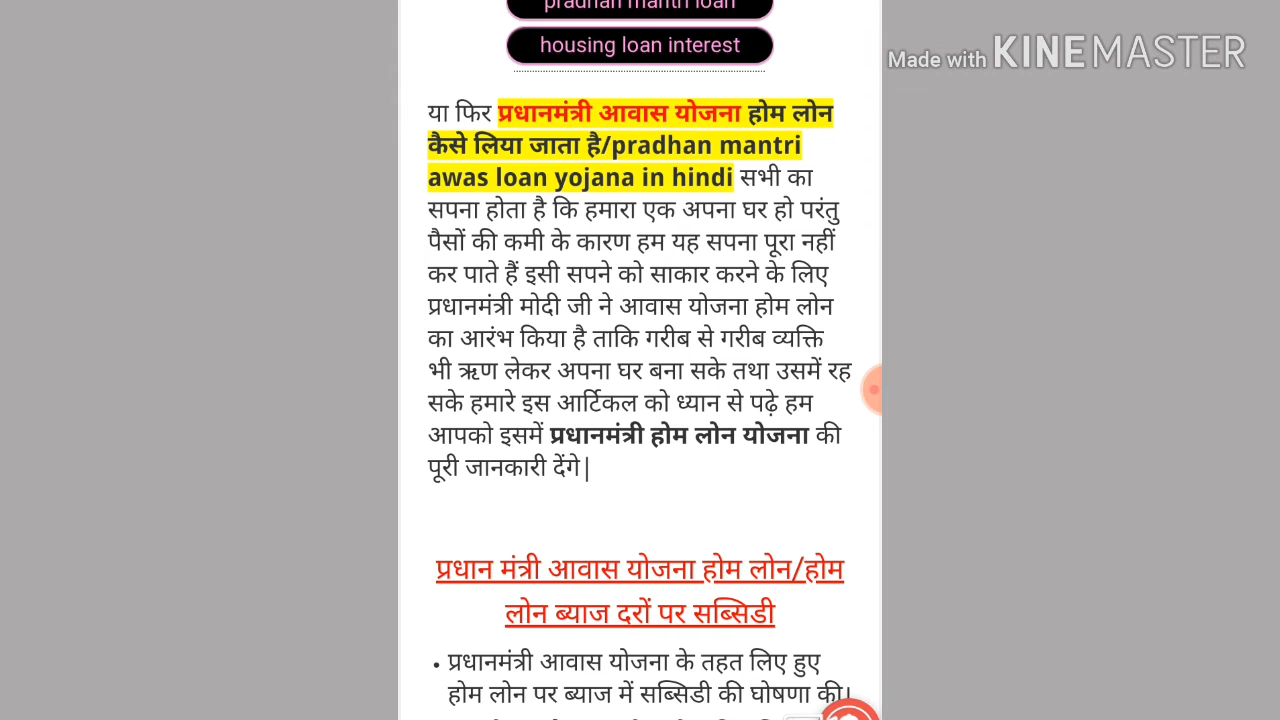 pradhan mantri loan
housing loan interest
Made with KINEMASTER
या फिर प्रधानमंत्री आवास योजना होम लोन
कैसे लिया जाता है/pradhan mantri
awas loan yojana in hindi सभी का
सपना होता है कि हमारा एक अपना घर हो परंतु
पैसों की कमी के कारण हम यह सपना पूरा नहीं
कर पाते हैं इसी सपने को साकार करने के लिए
प्रधानमंत्री मोदी जी ने आवास योजना होम लोन
का आरंभ किया है ताकि गरीब से गरीब व्यक्ति
भी ऋण लेकर अपना घर बना सके तथा उसमें रह
सके हमारे इस आर्टिकल को ध्यान से पढ़े हम
आपको इसमें प्रधानमंत्री होम लोन योजना की
पूरी जानकारी देंगे|
प्रधान मंत्री आवास योजना होम लोन/होम
लोन ब्याज दरों पर सब्सिडी
• प्रधानमंत्री आवास योजना के तहत लिए हुए
होम लोन पर ब्याज में सब्सिडी की घोषणा की।